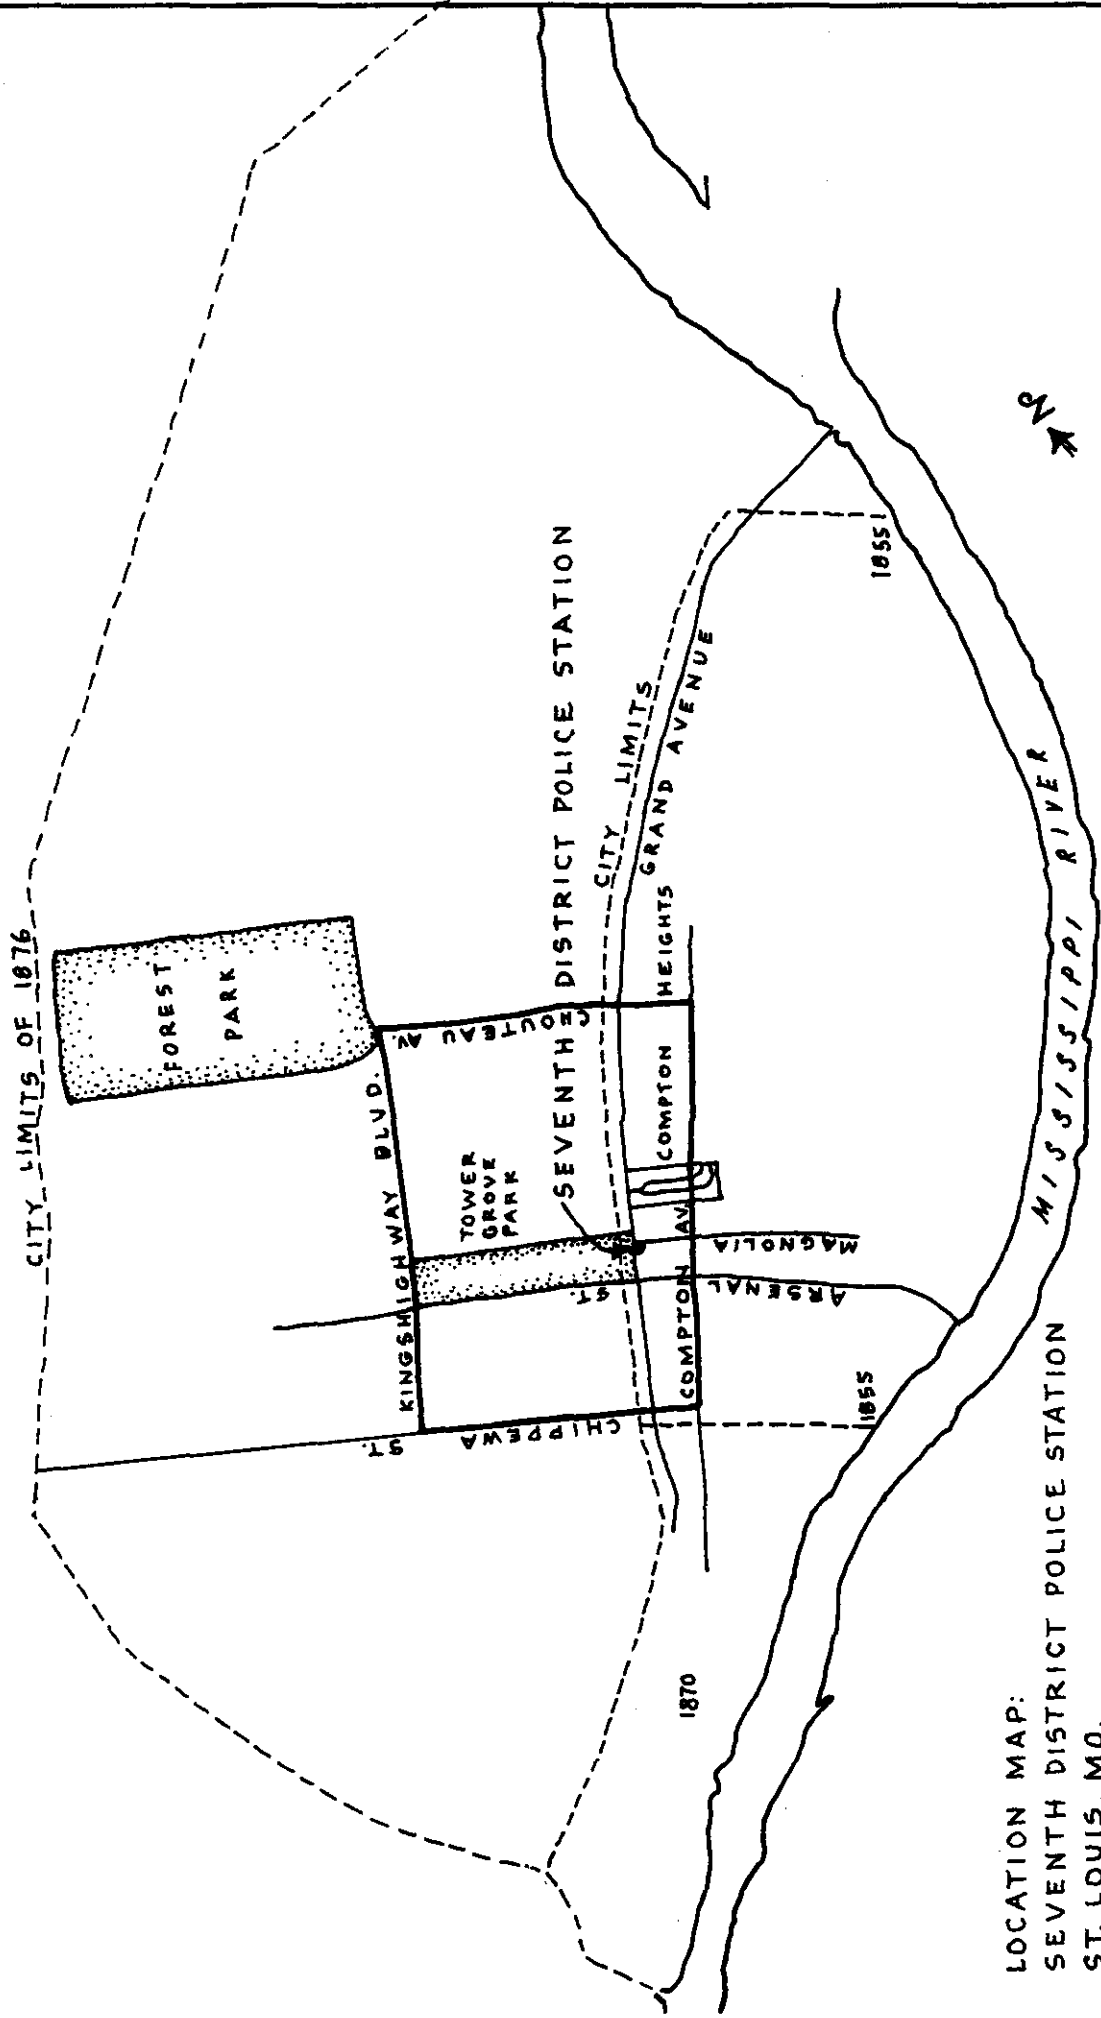 CITY LIMITS OF 1876
FOREST
PARK
KINGSHIGHWAY BLVD.
CHOUTEAU AV.
TOWER
GROVE
PARK
SEVENTH DISTRICT POLICE STATION
CITY LIMITS
GRAND AVENUE
COMPTON HEIGHTS
COMPTON AV.
MAGNOLIA
ARSENAL ST.
CHIPPEWA ST.
1855
1855
1870
MISSISSIPPI RIVER
N
LOCATION MAP:
SEVENTH DISTRICT POLICE STATION
ST. LOUIS, MO.